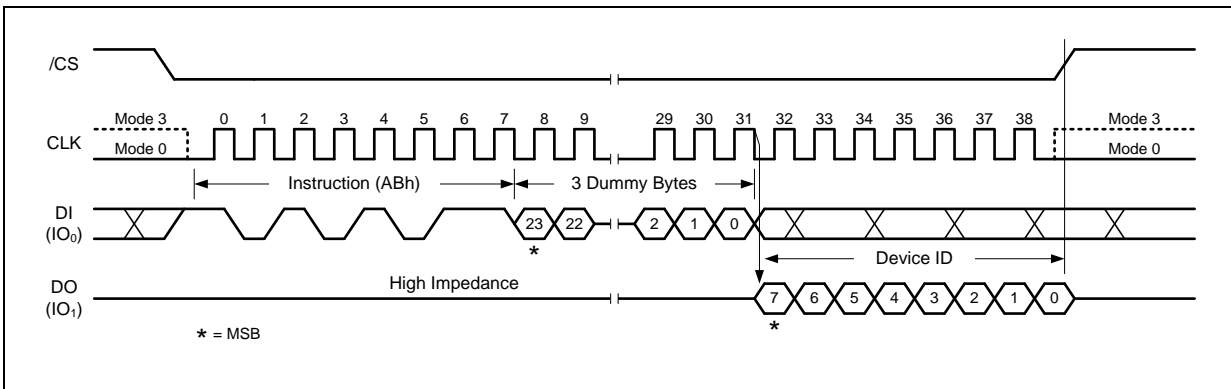 /CS
Mode 3 0 1 2 3 4 5 6 7 8 9 29 30 31 32 33 34 35 36 37 38 Mode 3
CLK
Mode 0 Mode 0
Instruction (ABh) 3 Dummy Bytes
DI
(IO₀)
23 22 2 1 0
*
Device ID
DO
(IO₁)
High Impedance
7 6 5 4 3 2 1 0
*
* = MSB